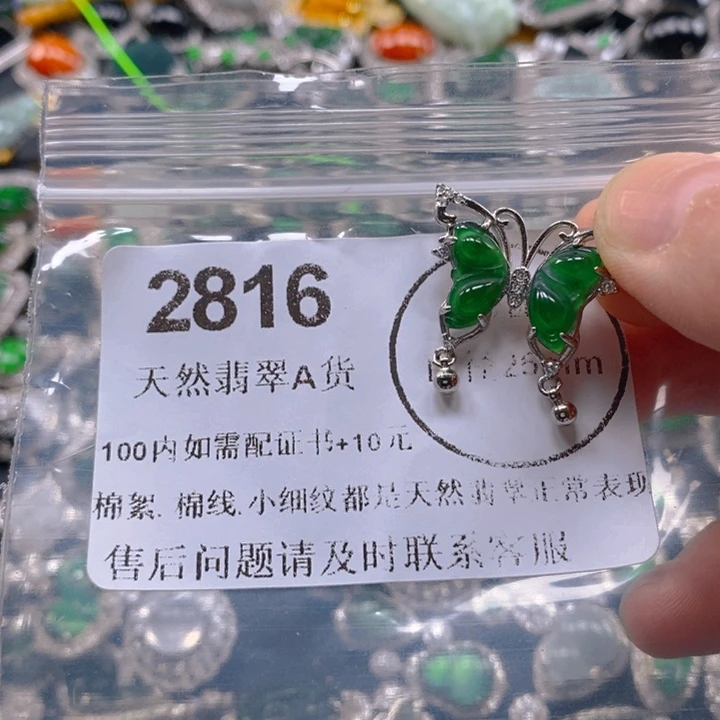 2816
天然翡翠A货
25mm
100内如需配证书+10元
棉絮.棉线.小细纹都是天然翡翠正常表现
售后问题请及时联系客服